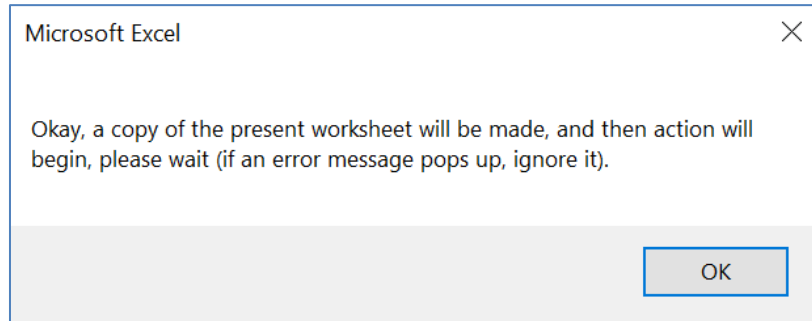 Microsoft Excel
Okay, a copy of the present worksheet will be made, and then action will
begin, please wait (if an error message pops up, ignore it).
OK